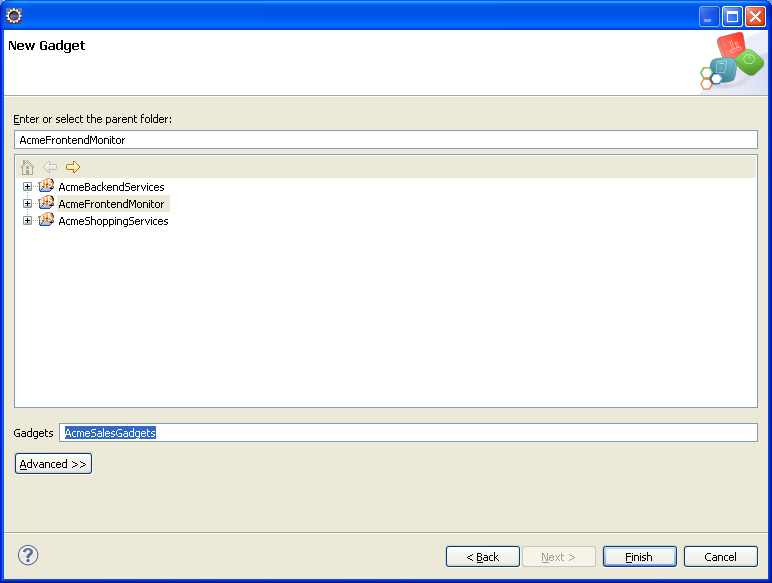 New Gadget
Enter or select the parent folder:
AcmeFrontendMonitor
AcmeBackendServices
AcmeFrontendMonitor
AcmeShoppingServices
Gadgets AcmeSalesGadgets
Advanced >>
? < Back Next > Finish Cancel